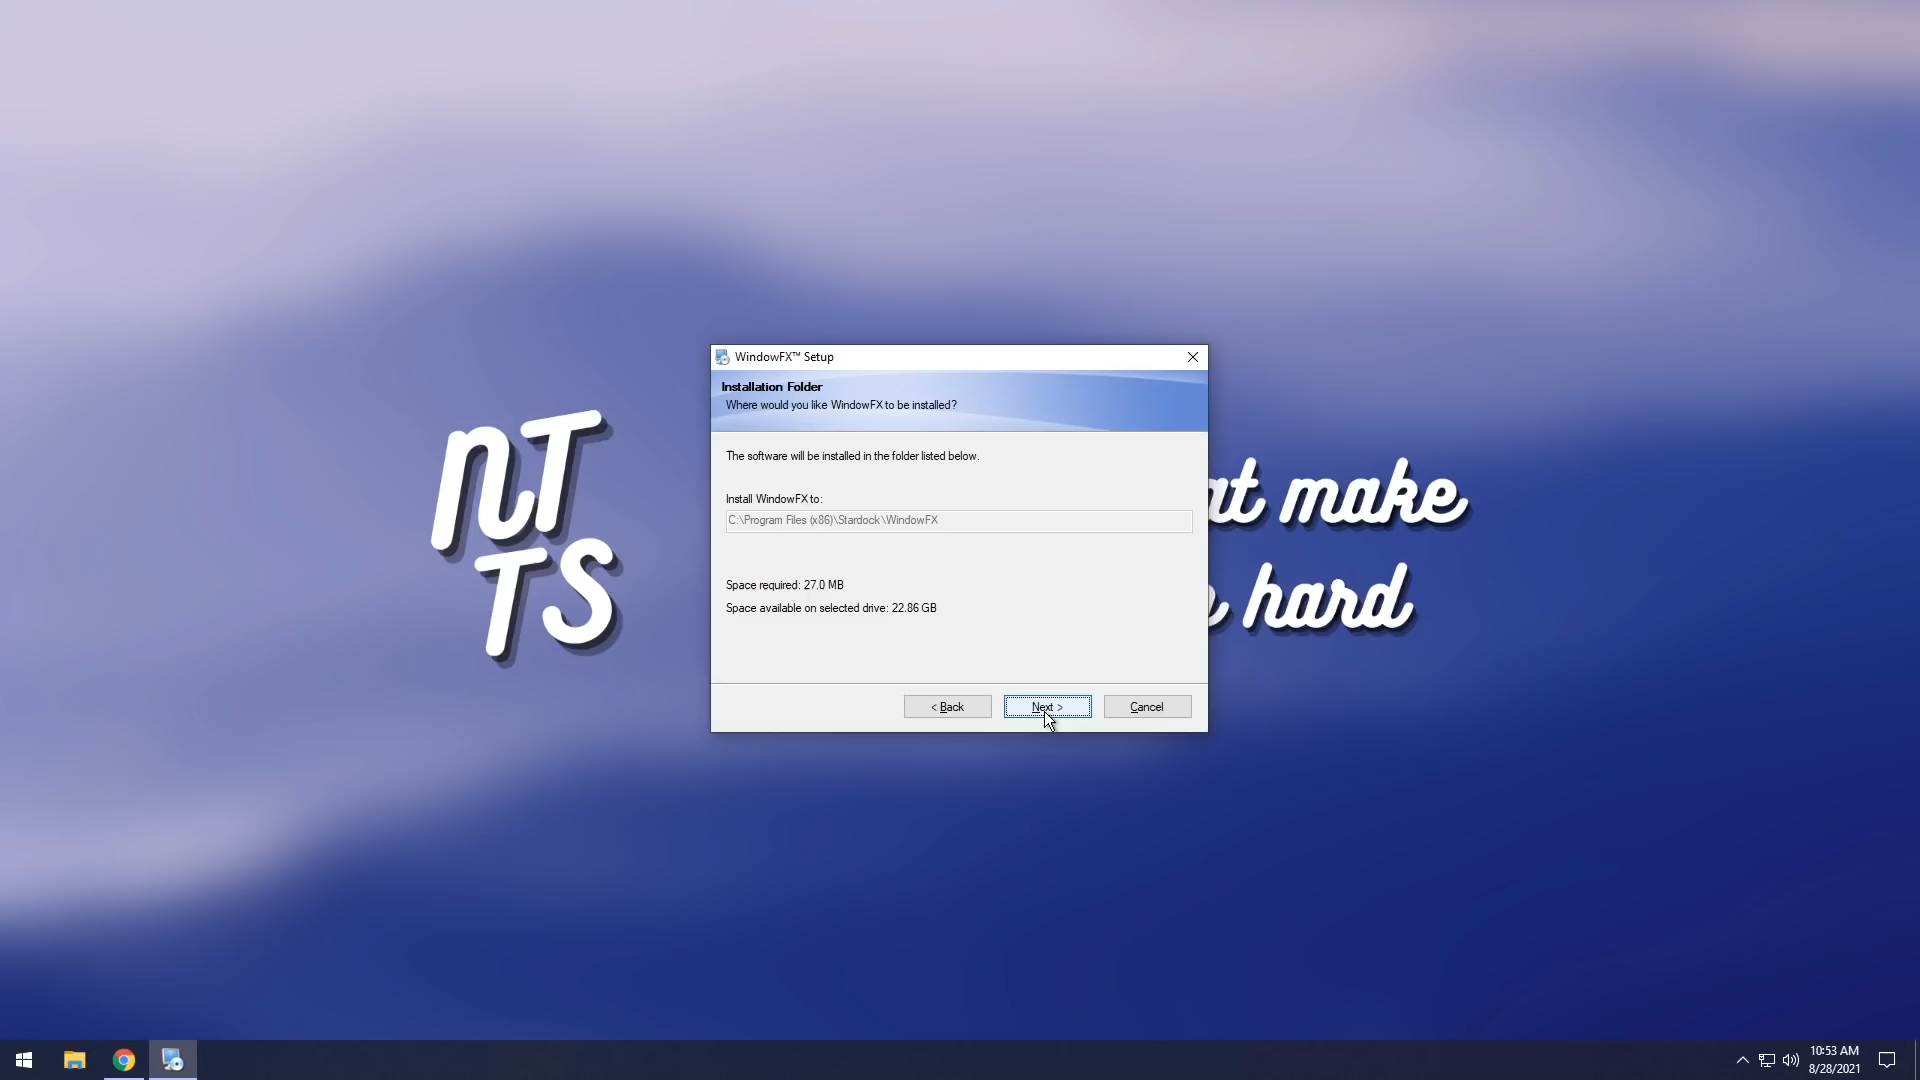 WindowFX™ Setup
Installation Folder
Where would you like WindowFX to be installed?
The software will be installed in the folder listed below.
Install WindowFX to:
C:\Program Files (x86)\Stardock\WindowFX
Space required: 27.0 MB
Space available on selected drive: 22.86 GB
< Back
Next >
Cancel
NT
TS
make
hard
10:53 AM
8/28/2021